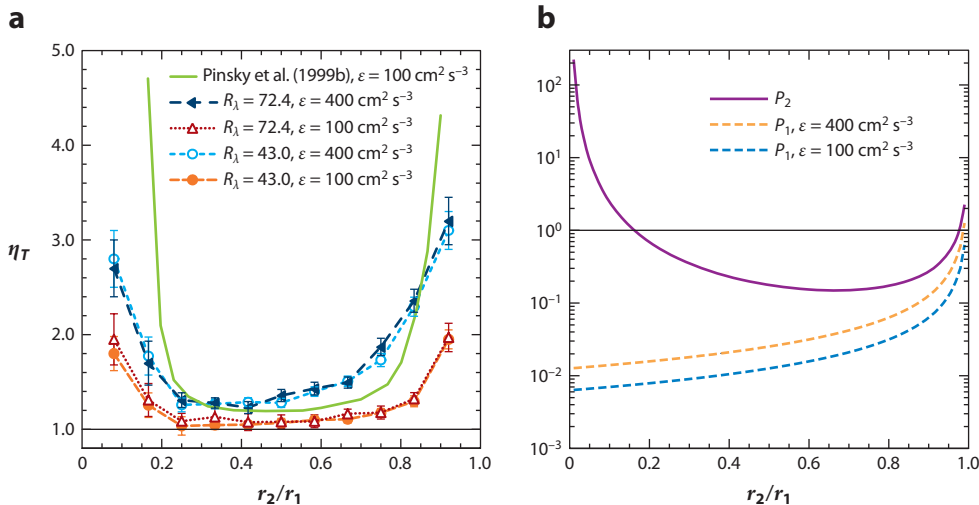 a
5.0
4.0
3.0
2.0
1.0
η_T
0 0.2 0.4 0.6 0.8 1.0
r₂/r₁
Pinsky et al. (1999b), ε = 100 cm² s⁻³
R_λ = 72.4, ε = 400 cm² s⁻³
R_λ = 72.4, ε = 100 cm² s⁻³
R_λ = 43.0, ε = 400 cm² s⁻³
R_λ = 43.0, ε = 100 cm² s⁻³
b
10²
10¹
10⁰
10⁻¹
10⁻²
10⁻³
0 0.2 0.4 0.6 0.8 1.0
r₂/r₁
P₂
P₁, ε = 400 cm² s⁻³
P₁, ε = 100 cm² s⁻³